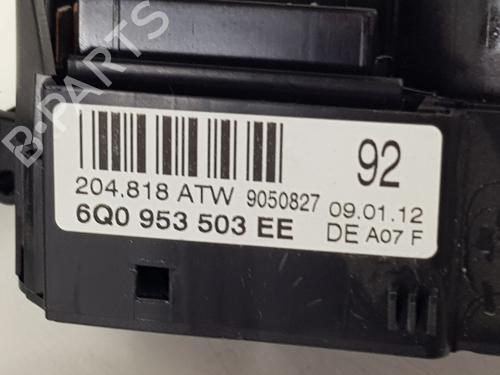 92
204.818 ATW 9050827 09.01.12
6Q0 953 503 EE DE A07 F
B-PARTS